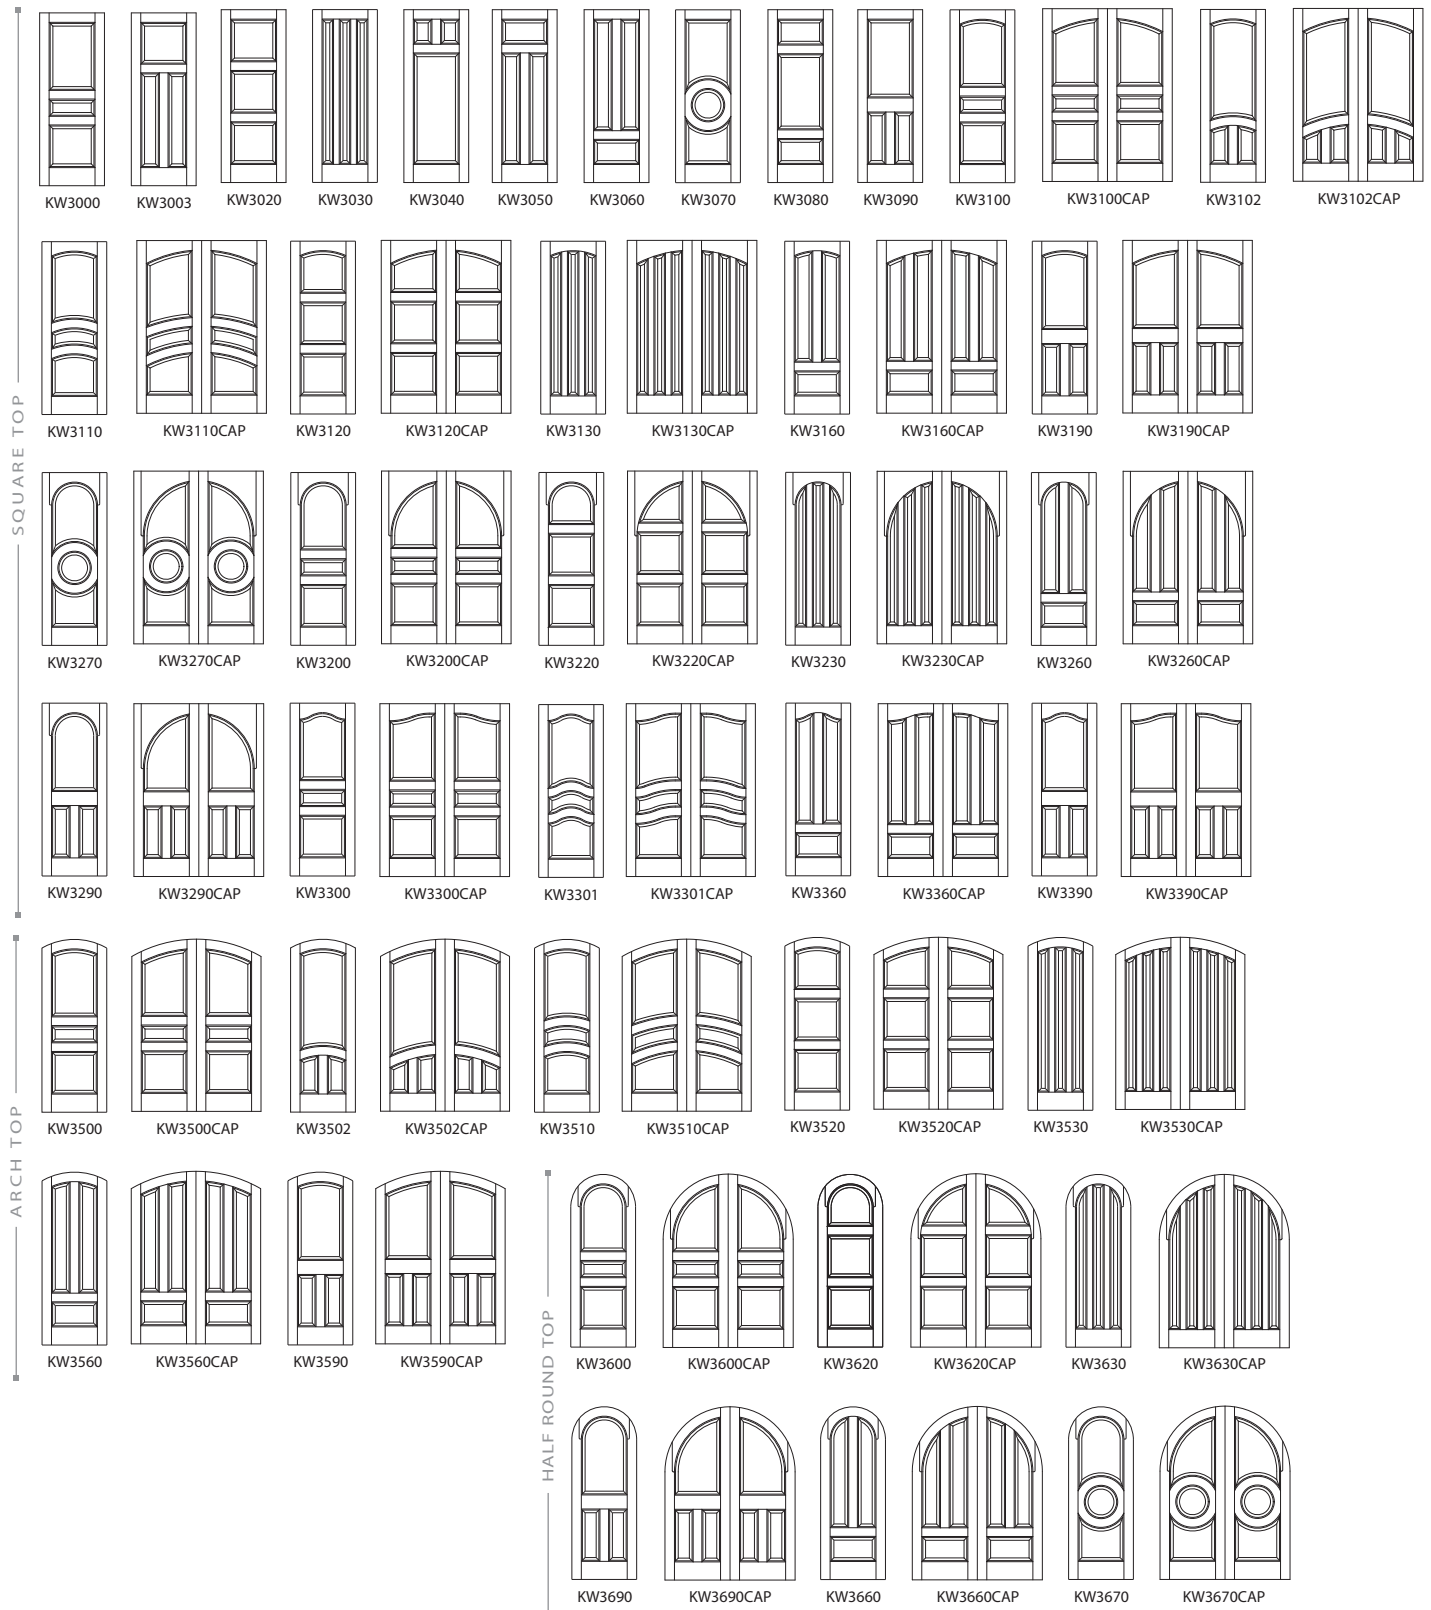 SQUARE TOP
KW3000 KW3003 KW3020 KW3030 KW3040 KW3050 KW3060 KW3070 KW3080 KW3090 KW3100 KW3100CAP KW3102 KW3102CAP
KW3110 KW3110CAP KW3120 KW3120CAP KW3130 KW3130CAP KW3160 KW3160CAP KW3190 KW3190CAP
KW3270 KW3270CAP KW3200 KW3200CAP KW3220 KW3220CAP KW3230 KW3230CAP KW3260 KW3260CAP
KW3290 KW3290CAP KW3300 KW3300CAP KW3301 KW3301CAP KW3360 KW3360CAP KW3390 KW3390CAP
ARCH TOP
KW3500 KW3500CAP KW3502 KW3502CAP KW3510 KW3510CAP KW3520 KW3520CAP KW3530 KW3530CAP
KW3560 KW3560CAP KW3590 KW3590CAP
HALF ROUND TOP
KW3600 KW3600CAP KW3620 KW3620CAP KW3630 KW3630CAP
KW3690 KW3690CAP KW3660 KW3660CAP KW3670 KW3670CAP